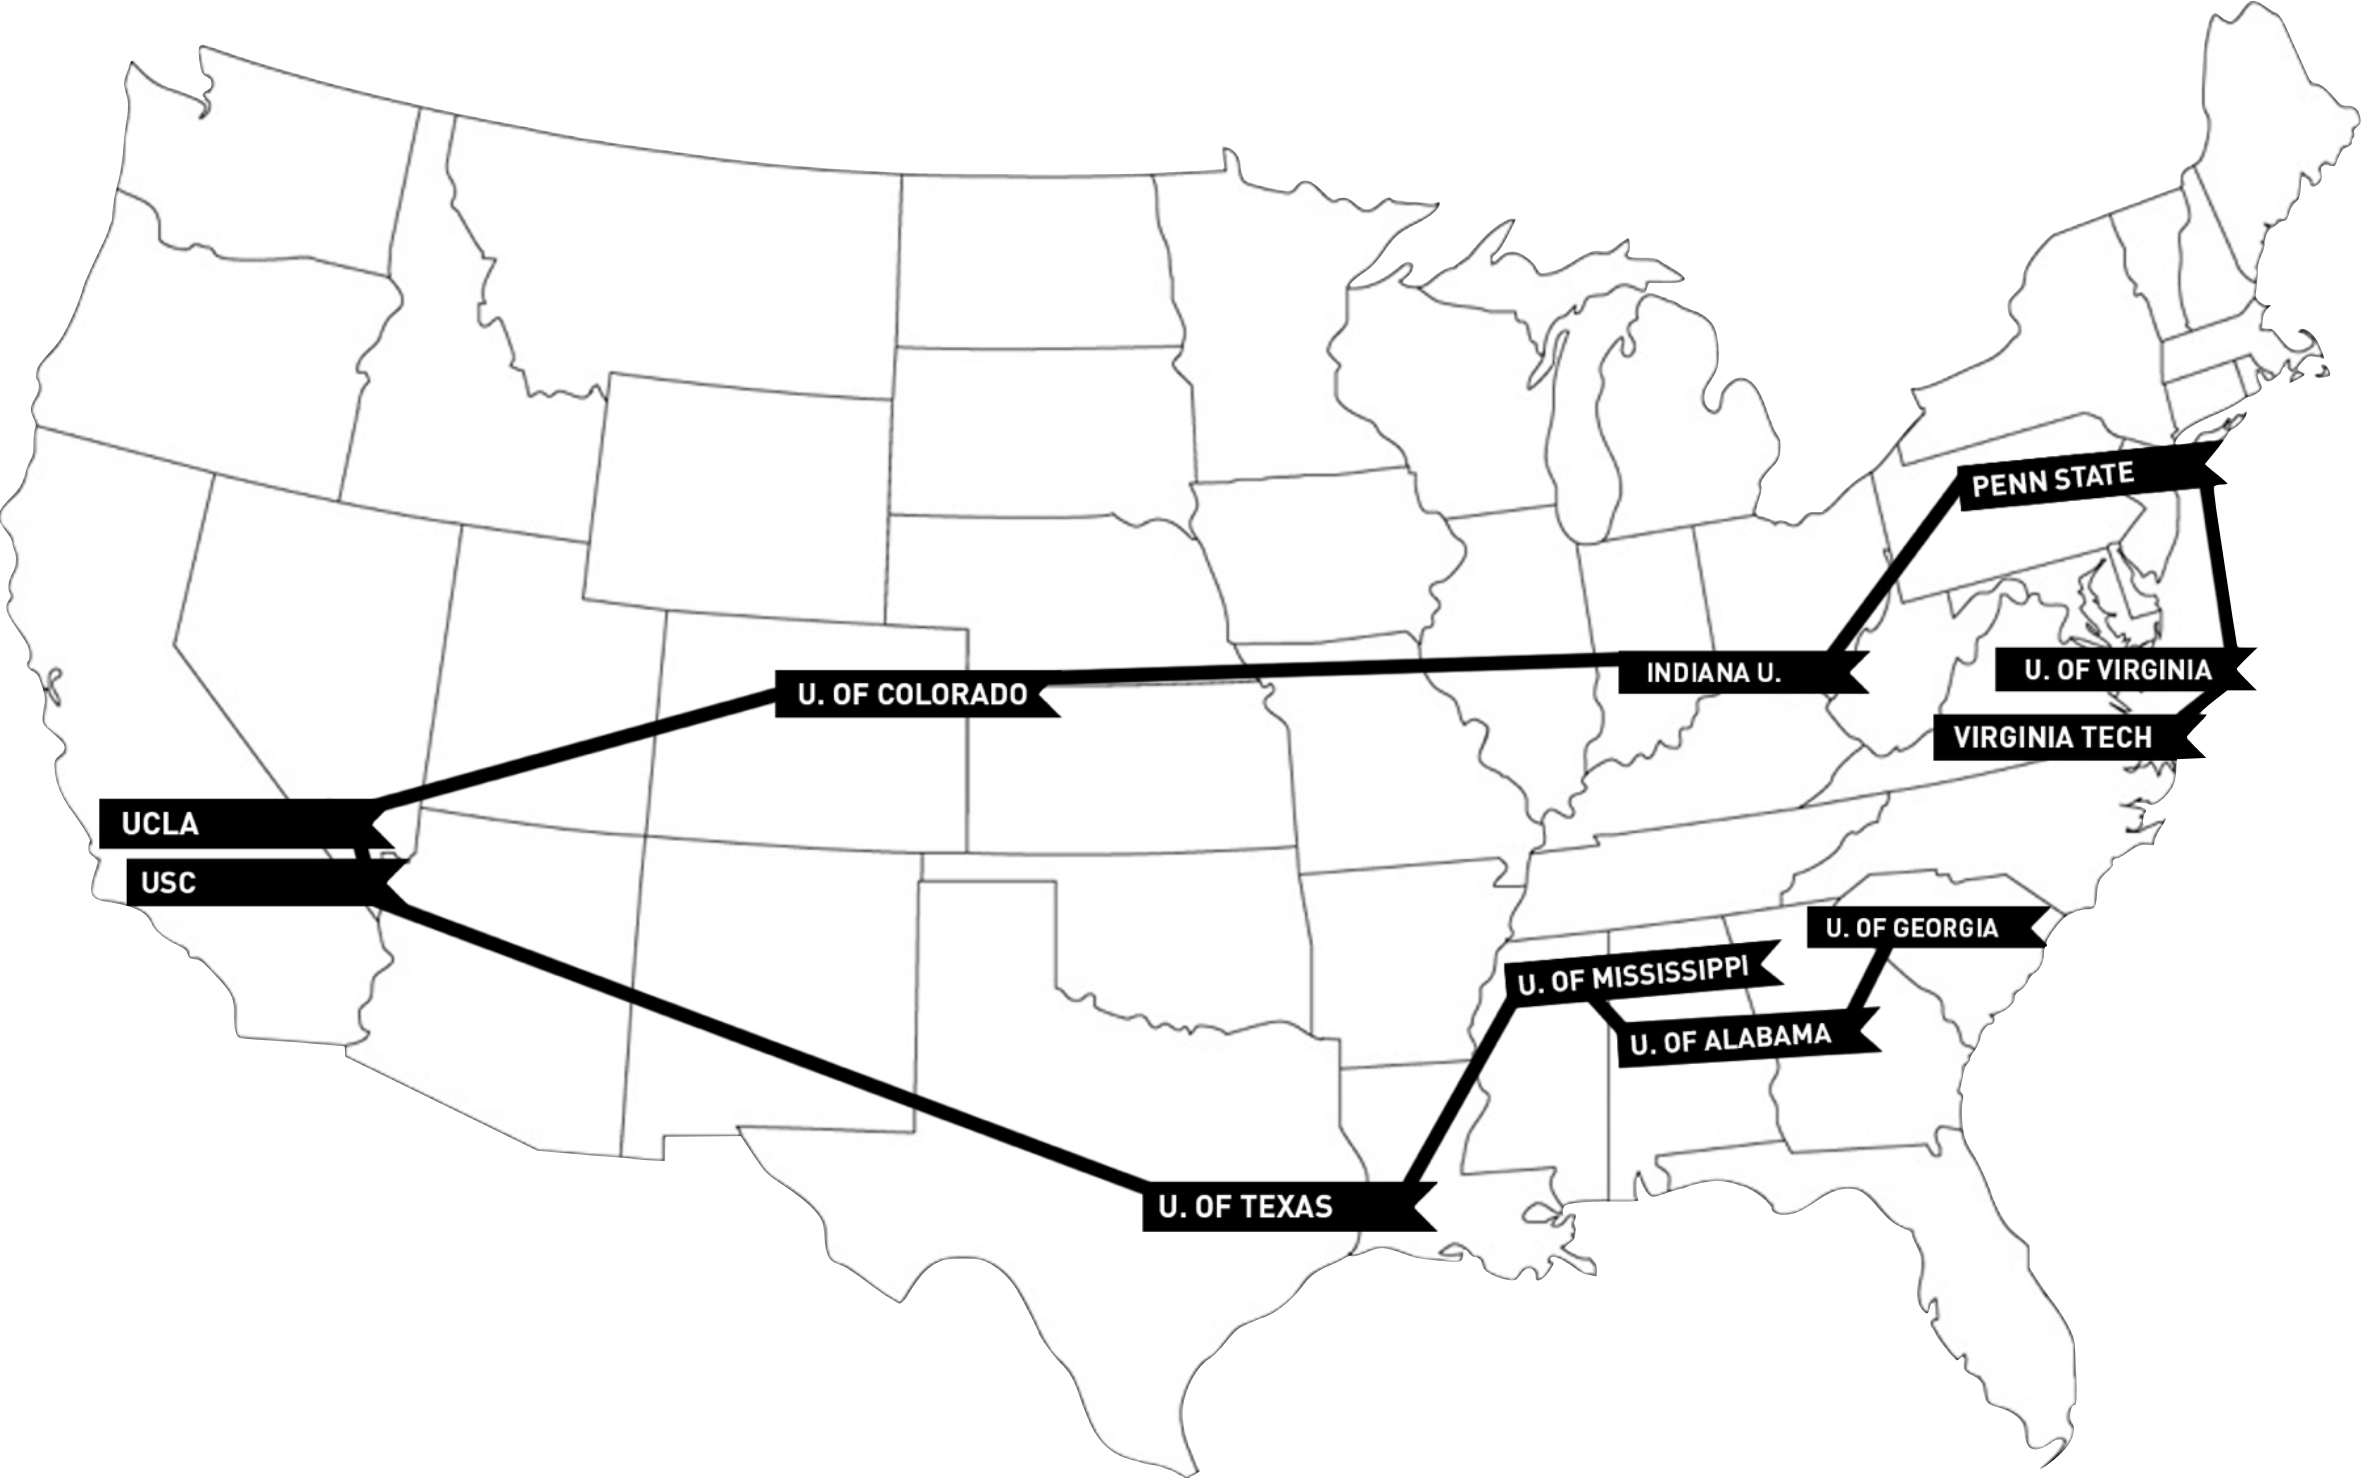 PENN STATE
U. OF VIRGINIA
INDIANA U.
U. OF COLORADO
VIRGINIA TECH
UCLA
USC
U. OF GEORGIA
U. OF MISSISSIPPI
U. OF ALABAMA
U. OF TEXAS